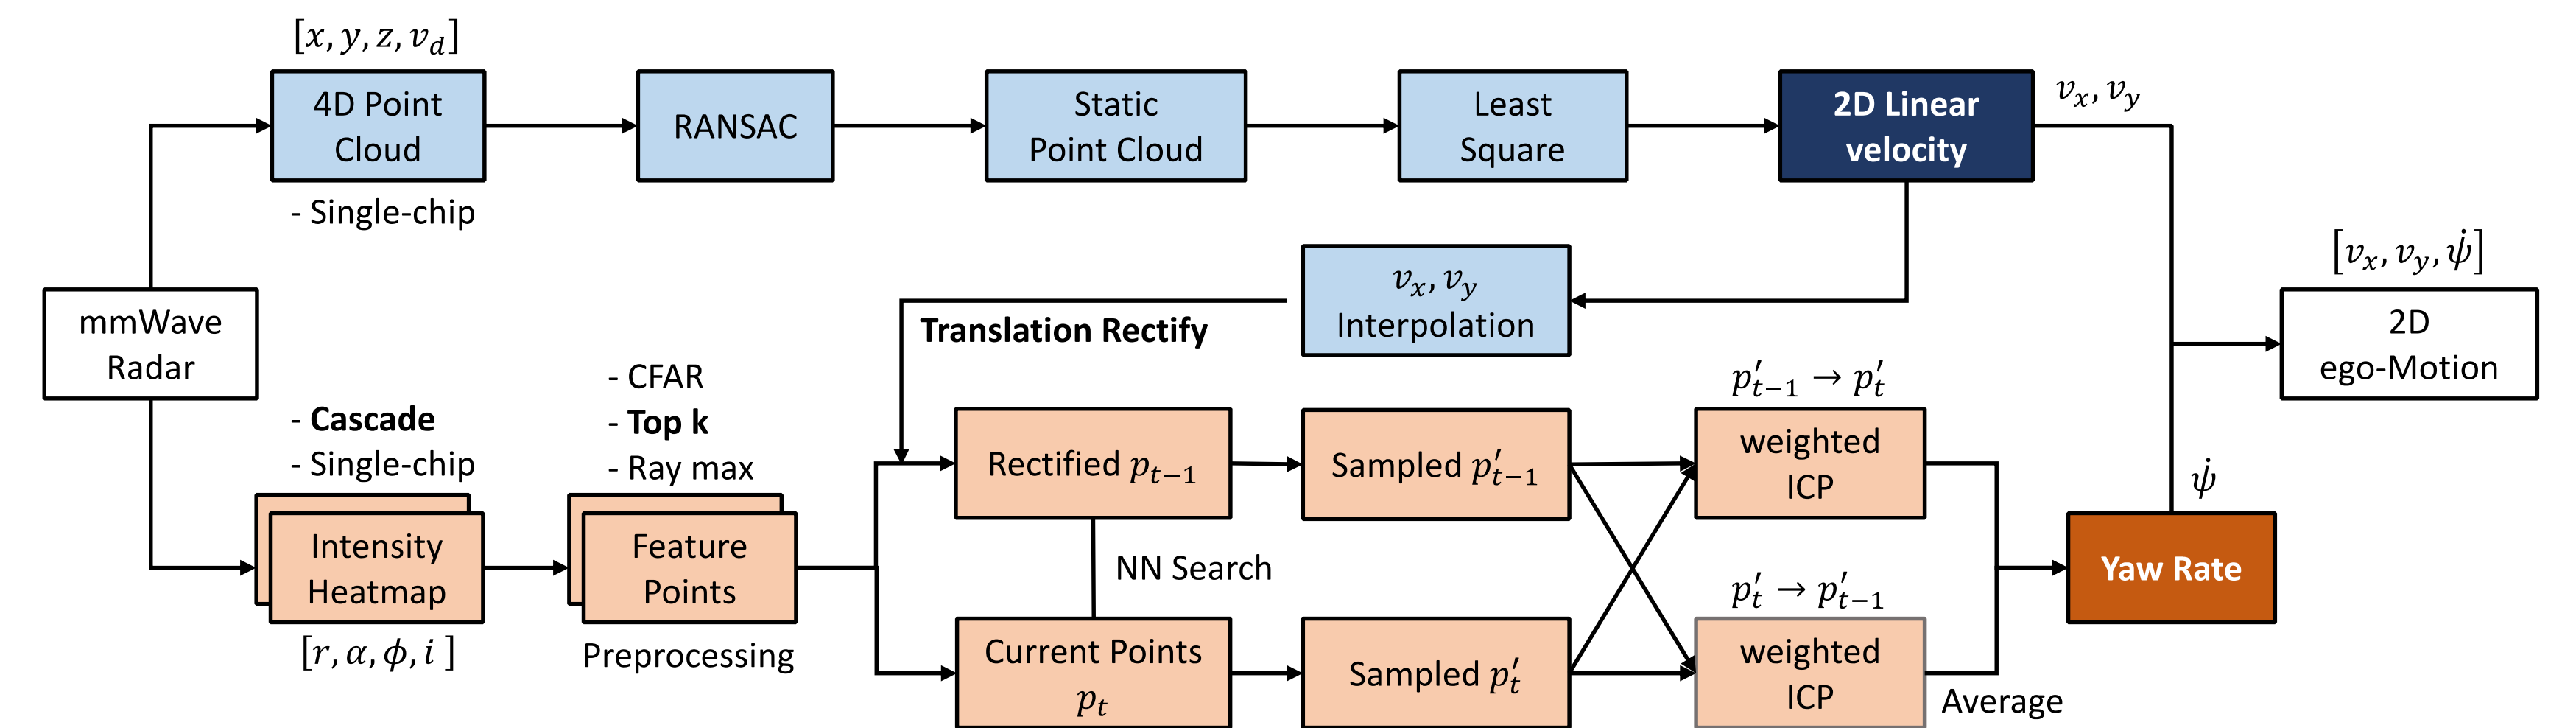 [x, y, z, v_d]
4D Point
Cloud
- Single-chip
RANSAC
Static
Point Cloud
Least
Square
2D Linear
velocity
v_x, v_y
v_x, v_y
Interpolation
Translation Rectify
mmWave
Radar
- Cascade
- Single-chip
Intensity
Heatmap
[r, α, ϕ, i ]
- CFAR
- Top k
- Ray max
Feature
Points
Preprocessing
Rectified p_{t−1}
NN Search
Current Points
p_t
Sampled p′_{t−1}
Sampled p′_t
p′_{t−1} → p′_t
weighted
ICP
p′_t → p′_{t−1}
weighted
ICP
Average
Yaw Rate
ψ̇
[v_x, v_y, ψ̇]
2D
ego-Motion